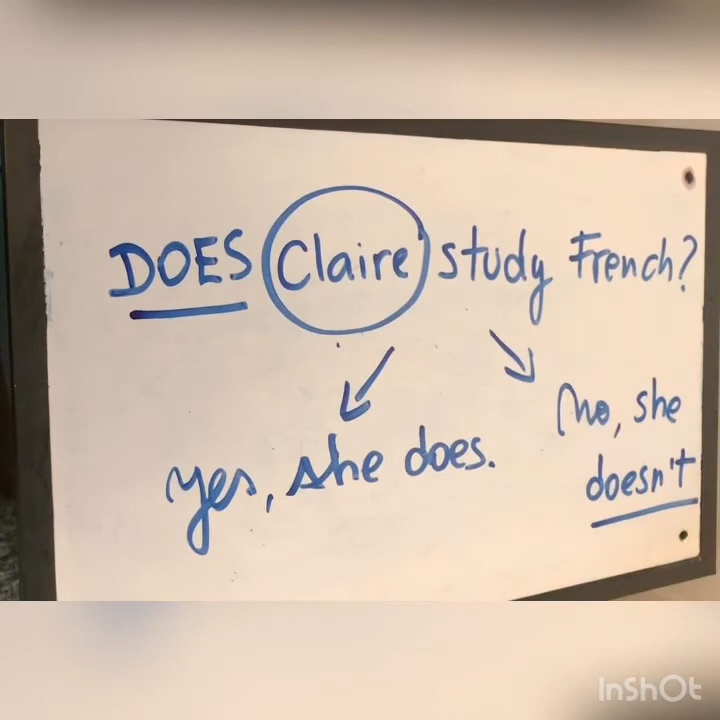 DOES Claire study French?
Yes, she does.
No, she
doesn't
InShOt